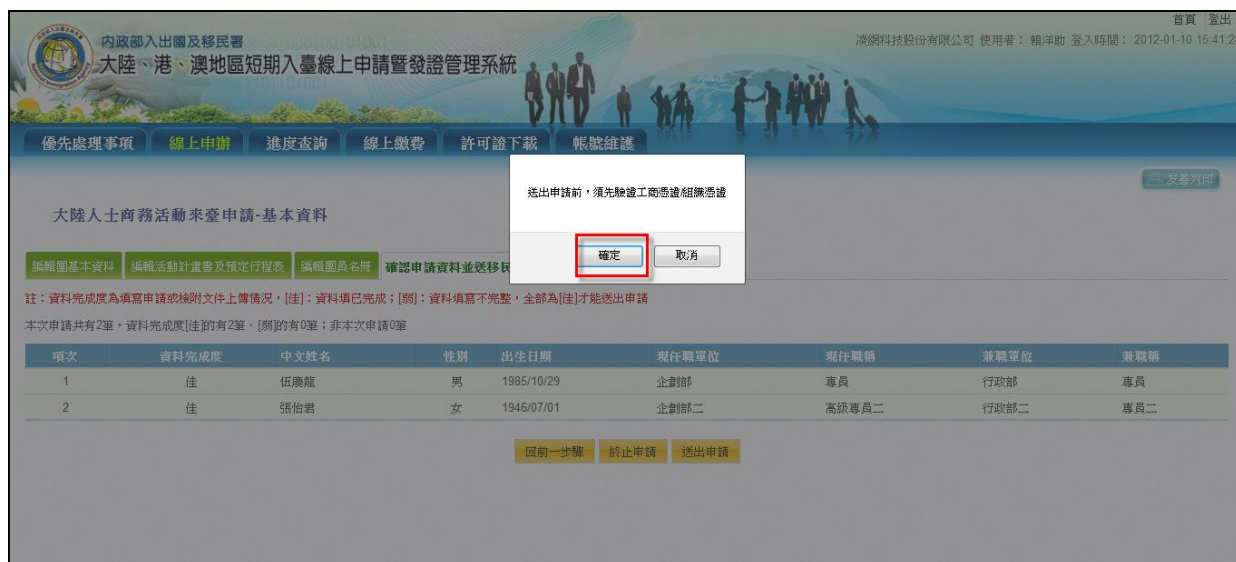 首頁 登出
內政部入出國及移民署
大陸、港、澳地區短期入臺線上申請暨發證管理系統
凌網科技股份有限公司 使用者: 賴洋助 登入時間: 2012-01-10 15:41:2
優先處理事項 線上申辦 進度查詢 線上繳費 許可證下載 帳號維護
友善列印
送出申請前,須先驗證工商憑證/組織憑證
確定 取消
大陸人士商務活動來臺申請-基本資料
編輯團基本資料 編輯活動計畫書及預定行程表 編輯團員名冊 確認申請資料並送移民
註:資料完成度為填寫申請或檢附文件上傳情況,[佳]:資料填已完成;[弱]:資料填寫不完整,全部為[佳]才能送出申請
本次申請共有2筆,資料完成度[佳]的有2筆、[弱]的有0筆;非本次申請0筆
項次 資料完成度 中文姓名 性別 出生日期 現任職單位 現任職稱 兼職單位 兼職稱
1 佳 伍慶龍 男 1985/10/29 企劃部 專員 行政部 專員
2 佳 張怡君 女 1946/07/01 企劃部二 高級專員二 行政部二 專員二
回前一步驟 終止申請 送出申請